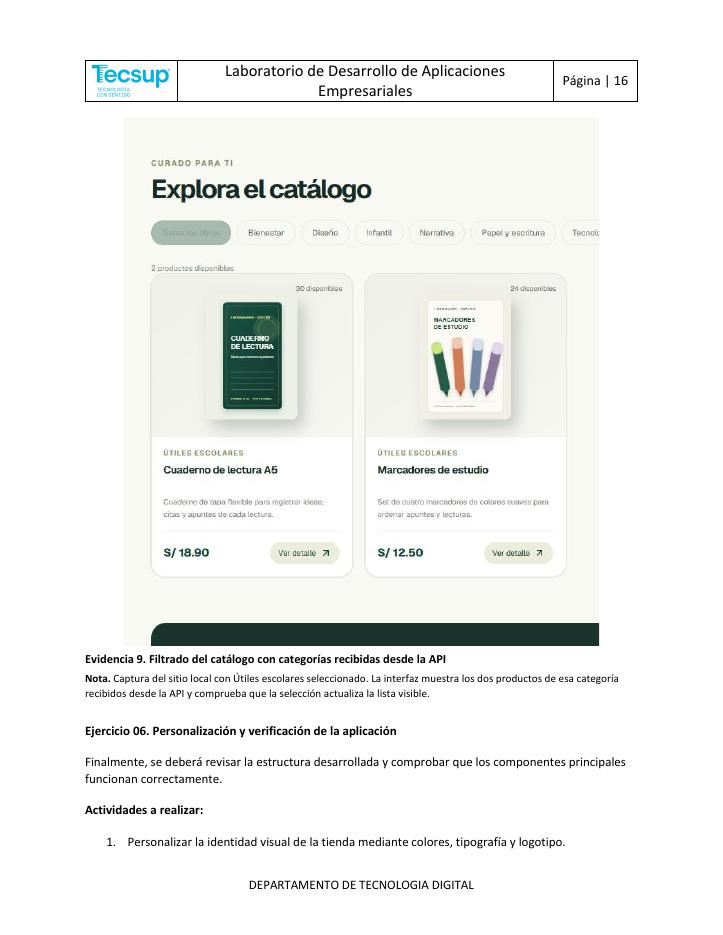 Tecsup
TECNOLOGÍA
CON SENTIDO
Laboratorio de Desarrollo de Aplicaciones
Empresariales
Página | 16
CURADO PARA TI
Explora el catálogo
Todos los libros
Bienestar
Diseño
Infantil
Narrativa
Papel y escritura
Tecnolo
2 productos disponibles
30 disponibles
CUADERNO
DE LECTURA
24 disponibles
MARCADORES
DE ESTUDIO
ÚTILES ESCOLARES
Cuaderno de lectura A5
Cuaderno de tapa flexible para registrar ideas,
citas y apuntes de cada lectura.
S/ 18.90
Ver detalle
ÚTILES ESCOLARES
Marcadores de estudio
Set de cuatro marcadores de colores suaves para
ordenar apuntes y lecturas.
S/ 12.50
Ver detalle
Evidencia 9. Filtrado del catálogo con categorías recibidas desde la API
Nota. Captura del sitio local con Útiles escolares seleccionado. La interfaz muestra los dos productos de esa categoría
recibidos desde la API y comprueba que la selección actualiza la lista visible.
Ejercicio 06. Personalización y verificación de la aplicación
Finalmente, se deberá revisar la estructura desarrollada y comprobar que los componentes principales
funcionan correctamente.
Actividades a realizar:
1. Personalizar la identidad visual de la tienda mediante colores, tipografía y logotipo.
DEPARTAMENTO DE TECNOLOGIA DIGITAL